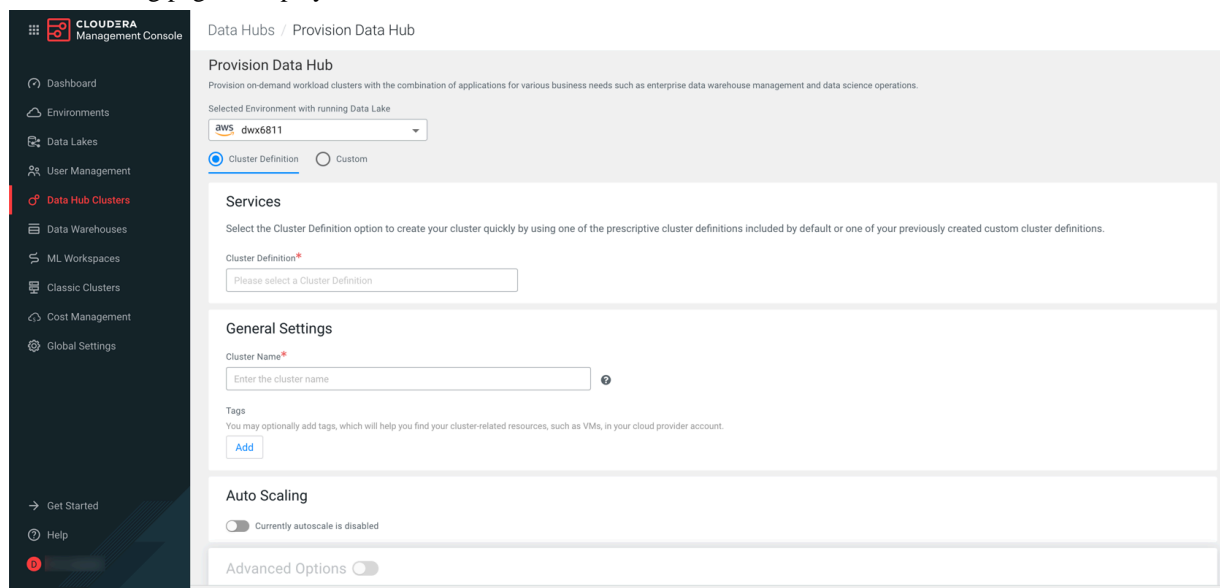 CLOUDERA
Management Console
Dashboard
Environments
Data Lakes
User Management
Data Hub Clusters
Data Warehouses
ML Workspaces
Classic Clusters
Cost Management
Global Settings
Get Started
Help
D
Data Hubs / Provision Data Hub
Provision Data Hub
Provision on-demand workload clusters with the combination of applications for various business needs such as enterprise data warehouse management and data science operations.
Selected Environment with running Data Lake
aws dwx6811
Cluster Definition Custom
Services
Select the Cluster Definition option to create your cluster quickly by using one of the prescriptive cluster definitions included by default or one of your previously created custom cluster definitions.
Cluster Definition*
Please select a Cluster Definition
General Settings
Cluster Name*
Enter the cluster name
Tags
You may optionally add tags, which will help you find your cluster-related resources, such as VMs, in your cloud provider account.
Add
Auto Scaling
Currently autoscale is disabled
Advanced Options